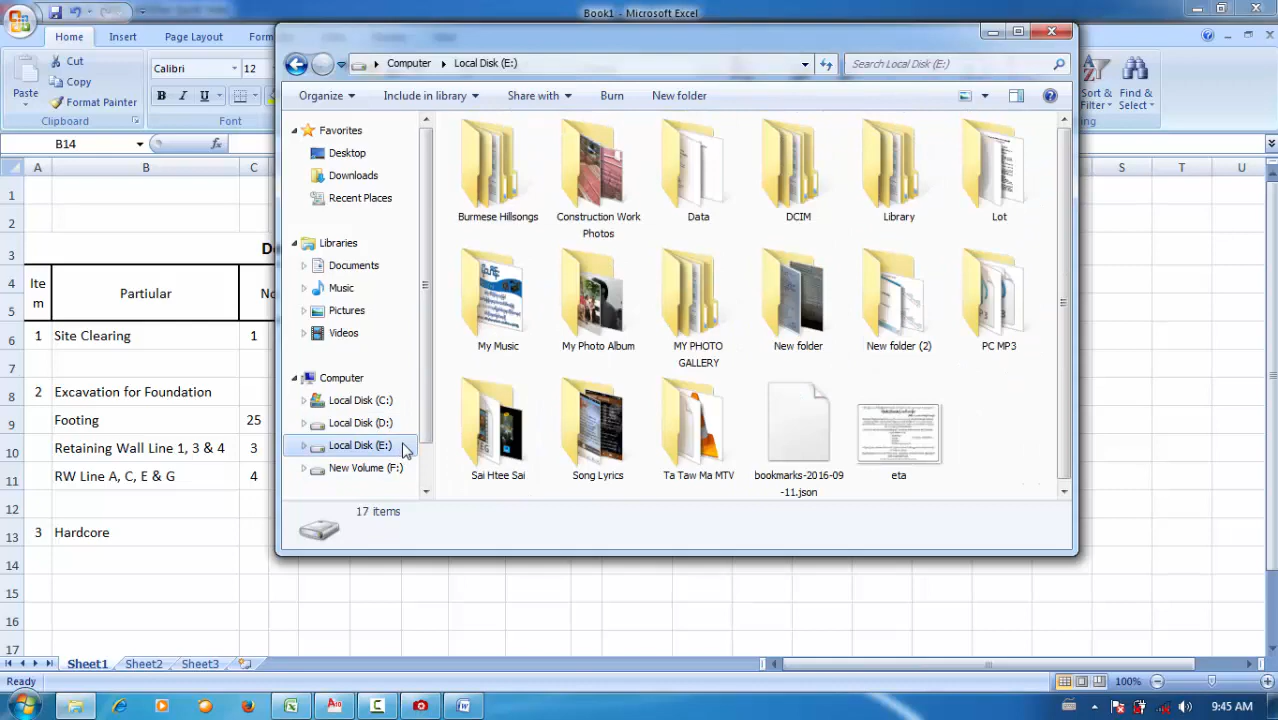 Book1 - Microsoft Excel
Home Insert Page Layout
Paste
Cut
Copy
Format Painter
Clipboard
Calibri 12
B I U
Font
Sort & Filter
Find & Select
B14
fx
A B C S T U
1
2
3
4 Ite Partiular
5 m
6 1 Site Clearing 1
7
8 2 Excavation for Foundation
9 Footing 25
10 Retaining Wall Line 1, 3 & 4 3
11 RW Line A, C, E & G 4
12
13 3 Hardcore
14
15
16
17
Sheet1 Sheet2 Sheet3
Ready
100%
Computer Local Disk (E:)
Search Local Disk (E:)
Organize Include in library Share with Burn New folder
Favorites
Desktop
Downloads
Recent Places
Libraries
Documents
Music
Pictures
Videos
Computer
Local Disk (C:)
Local Disk (D:)
Local Disk (E:)
New Volume (F:)
Burmese Hillsongs
Construction Work Photos
Data
DCIM
Library
Lot
My Music
My Photo Album
MY PHOTO GALLERY
New folder
New folder (2)
PC MP3
Sai Htee Sai
Song Lyrics
Ta Taw Ma MTV
bookmarks-2016-09-11.json
eta
17 items
9:45 AM